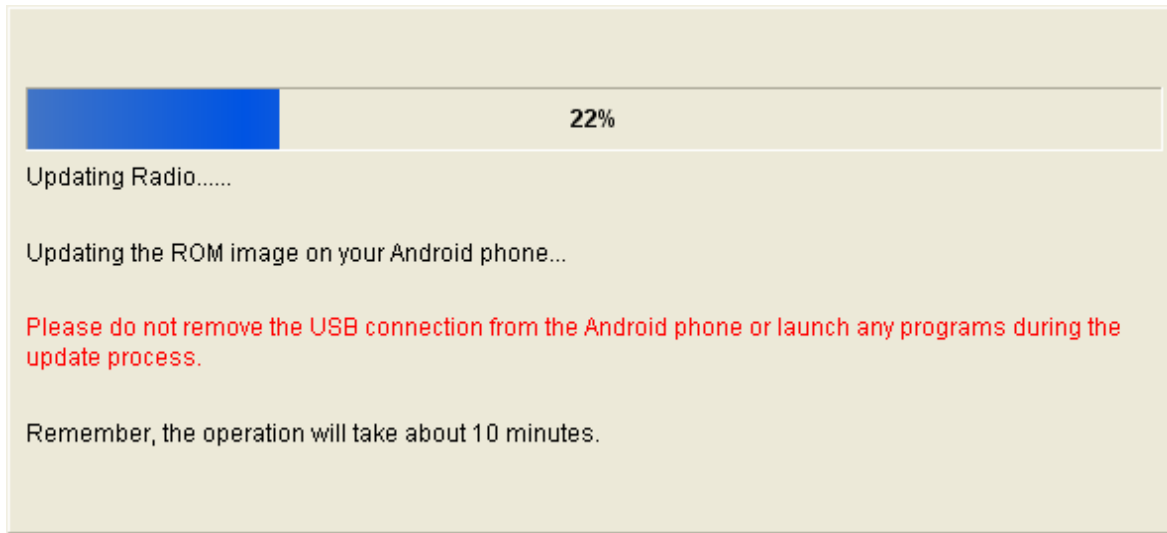 22%
Updating Radio......
Updating the ROM image on your Android phone...
Please do not remove the USB connection from the Android phone or launch any programs during the
update process.
Remember, the operation will take about 10 minutes.